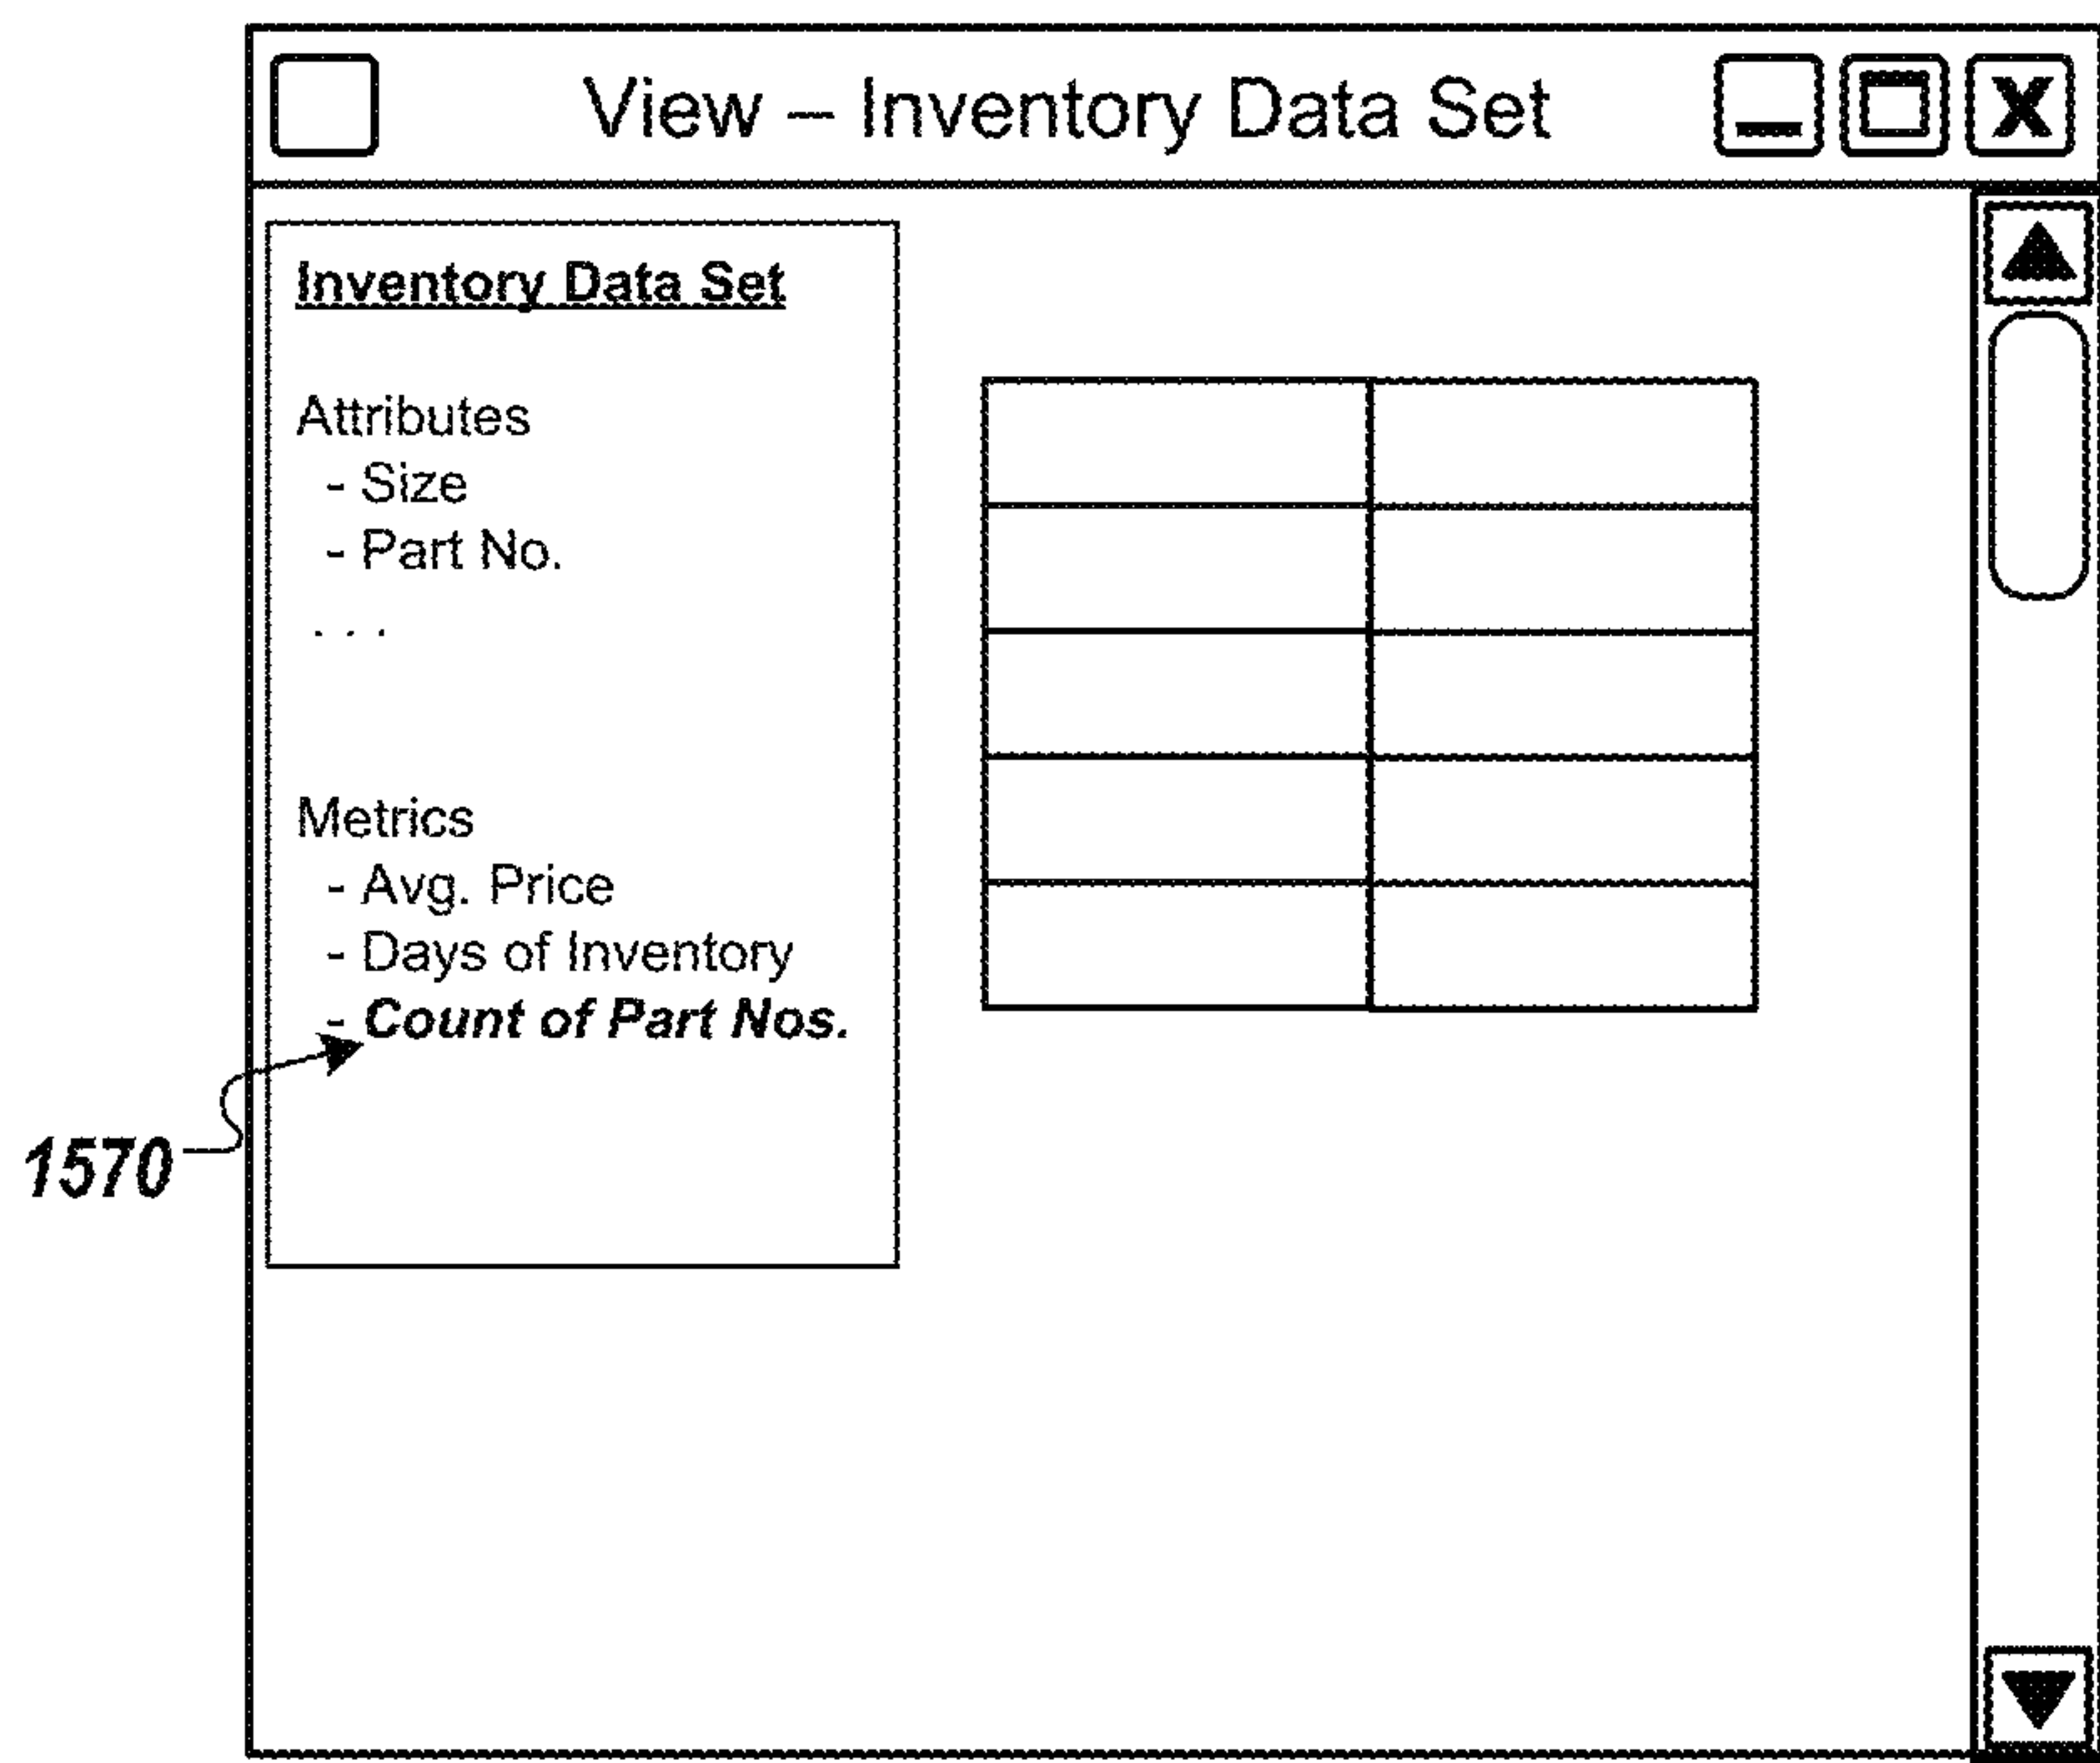 View – Inventory Data Set
X
Inventory Data Set
Attributes
- Size
- Part No.
. . .
Metrics
- Avg. Price
- Days of Inventory
- Count of Part Nos.
1570